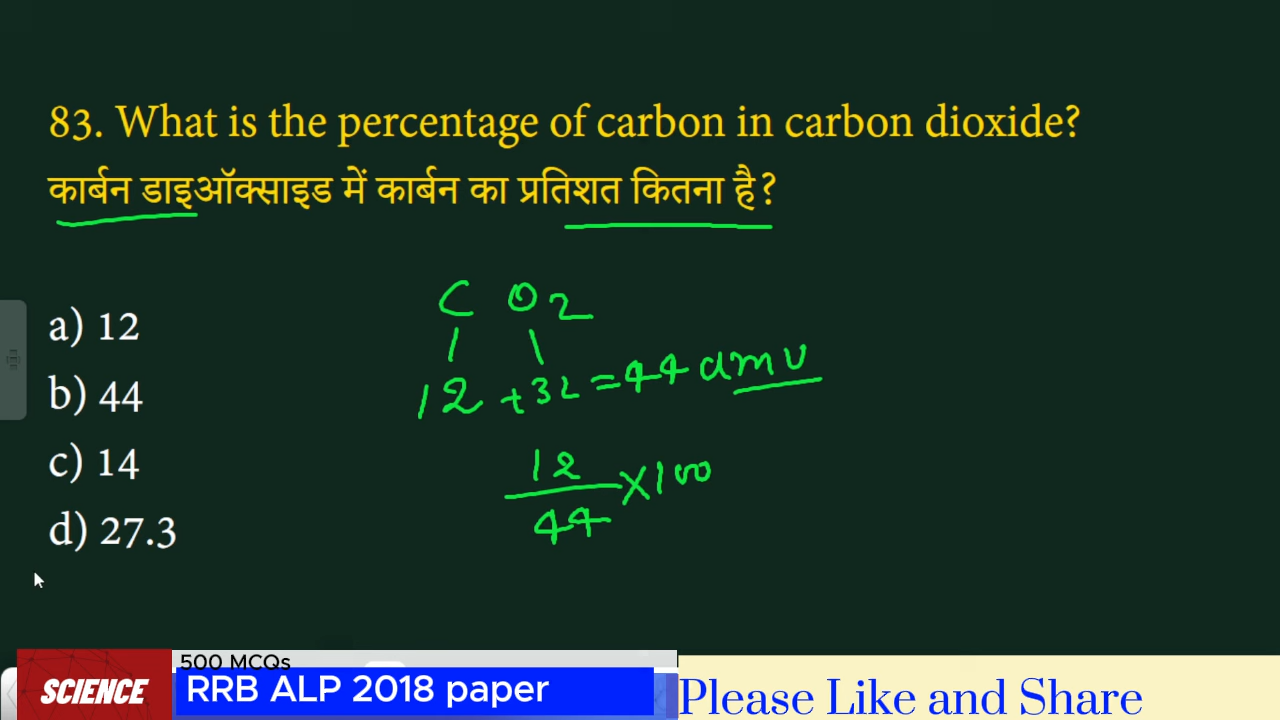 83. What is the percentage of carbon in carbon dioxide?
कार्बन डाइऑक्साइड में कार्बन का प्रतिशत कितना है?
a) 12
b) 44
c) 14
d) 27.3
C O2
12 + 32 = 44 amu
12
44
×100
500 MCQs
SCIENCE
RRB ALP 2018 paper
Please Like and Share